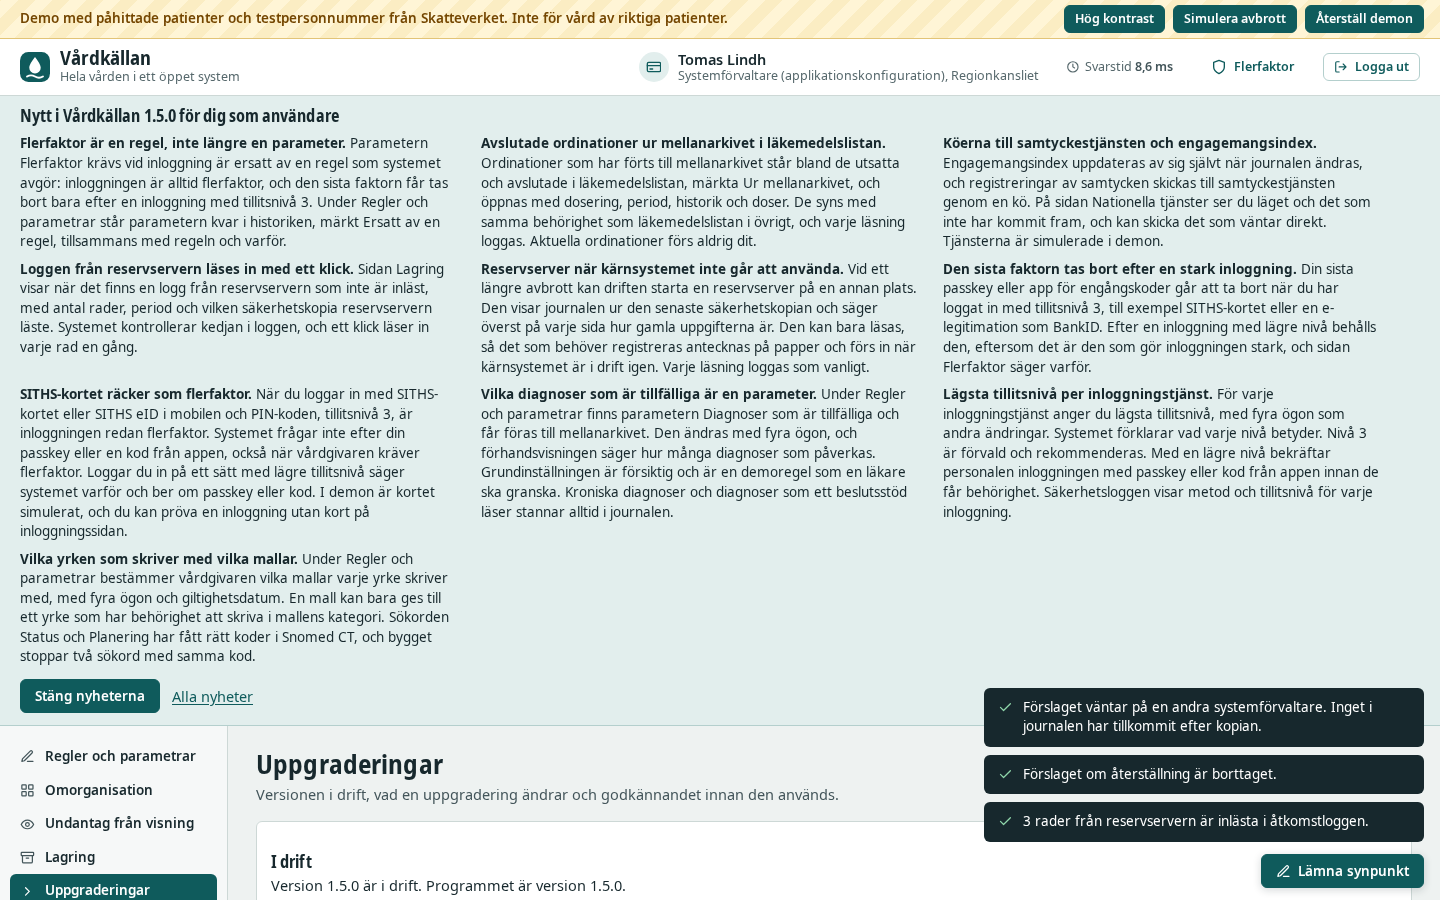 Demo med påhittade patienter och testpersonnummer från Skatteverket. Inte för vård av riktiga patienter.
Hög kontrast
Simulera avbrott
Återställ demon
Vårdkällan
Hela vården i ett öppet system
Tomas Lindh
Systemförvaltare (applikationskonfiguration), Regionkansliet
Svarstid 8,6 ms
Flerfaktor
Logga ut
Nytt i Vårdkällan 1.5.0 för dig som användare
Flerfaktor är en regel, inte längre en parameter. Parametern
Flerfaktor krävs vid inloggning är ersatt av en regel som systemet
avgör: inloggningen är alltid flerfaktor, och den sista faktorn får tas
bort bara efter en inloggning med tillitsnivå 3. Under Regler och
parametrar står parametern kvar i historiken, märkt Ersatt av en
regel, tillsammans med regeln och varför.
Avslutade ordinationer ur mellanarkivet i läkemedelslistan.
Ordinationer som har förts till mellanarkivet står bland de utsatta
och avslutade i läkemedelslistan, märkta Ur mellanarkivet, och
öppnas med dosering, period, historik och doser. De syns med
samma behörighet som läkemedelslistan i övrigt, och varje läsning
loggas. Aktuella ordinationer förs aldrig dit.
Köerna till samtyckestjänsten och engagemangsindex.
Engagemangsindex uppdateras av sig självt när journalen ändras,
och registreringar av samtycken skickas till samtyckestjänsten
genom en kö. På sidan Nationella tjänster ser du läget och det som
inte har kommit fram, och kan skicka det som väntar direkt.
Tjänsterna är simulerade i demon.
Loggen från reservservern läses in med ett klick. Sidan Lagring
visar när det finns en logg från reservservern som inte är inläst,
med antal rader, period och vilken säkerhetskopia reservservern
läste. Systemet kontrollerar kedjan i loggen, och ett klick läser in
varje rad en gång.
Reservserver när kärnsystemet inte går att använda. Vid ett
längre avbrott kan driften starta en reservserver på en annan plats.
Den visar journalen ur den senaste säkerhetskopian och säger
överst på varje sida hur gamla uppgifterna är. Den kan bara läsas,
så det som behöver registreras antecknas på papper och förs in när
kärnsystemet är i drift igen. Varje läsning loggas som vanligt.
Den sista faktorn tas bort efter en stark inloggning. Din sista
passkey eller app för engångskoder går att ta bort när du har
loggat in med tillitsnivå 3, till exempel SITHS-kortet eller en e-
legitimation som BankID. Efter en inloggning med lägre nivå behålls
den, eftersom det är den som gör inloggningen stark, och sidan
Flerfaktor säger varför.
SITHS-kortet räcker som flerfaktor. När du loggar in med SITHS-
kortet eller SITHS eID i mobilen och PIN-koden, tillitsnivå 3, är
inloggningen redan flerfaktor. Systemet frågar inte efter din
passkey eller en kod från appen, också när vårdgivaren kräver
flerfaktor. Loggar du in på ett sätt med lägre tillitsnivå säger
systemet varför och ber om passkey eller kod. I demon är kortet
simulerat, och du kan pröva en inloggning utan kort på
inloggningssidan.
Vilka diagnoser som är tillfälliga är en parameter. Under Regler
och parametrar finns parametern Diagnoser som är tillfälliga och
får föras till mellanarkivet. Den ändras med fyra ögon, och
förhandsvisningen säger hur många diagnoser som påverkas.
Grundinställningen är försiktig och är en demoregel som en läkare
ska granska. Kroniska diagnoser och diagnoser som ett beslutsstöd
läser stannar alltid i journalen.
Lägsta tillitsnivå per inloggningstjänst. För varje
inloggningstjänst anger du lägsta tillitsnivå, med fyra ögon som
andra ändringar. Systemet förklarar vad varje nivå betyder. Nivå 3
är förvald och rekommenderas. Med en lägre nivå bekräftar
personalen inloggningen med passkey eller kod från appen innan de
får behörighet. Säkerhetsloggen visar metod och tillitsnivå för varje
inloggning.
Vilka yrken som skriver med vilka mallar. Under Regler och
parametrar bestämmer vårdgivaren vilka mallar varje yrke skriver
med, med fyra ögon och giltighetsdatum. En mall kan bara ges till
ett yrke som har behörighet att skriva i mallens kategori. Sökorden
Status och Planering har fått rätt koder i Snomed CT, och bygget
stoppar två sökord med samma kod.
Stäng nyheterna
Alla nyheter
Regler och parametrar
Omorganisation
Undantag från visning
Lagring
Uppgraderingar
Uppgraderingar
Versionen i drift, vad en uppgradering ändrar och godkännandet innan den används.
I drift
Version 1.5.0 är i drift. Programmet är version 1.5.0.
Förslaget väntar på en andra systemförvaltare. Inget i
journalen har tillkommit efter kopian.
Förslaget om återställning är borttaget.
3 rader från reservservern är inlästa i åtkomstloggen.
Lämna synpunkt